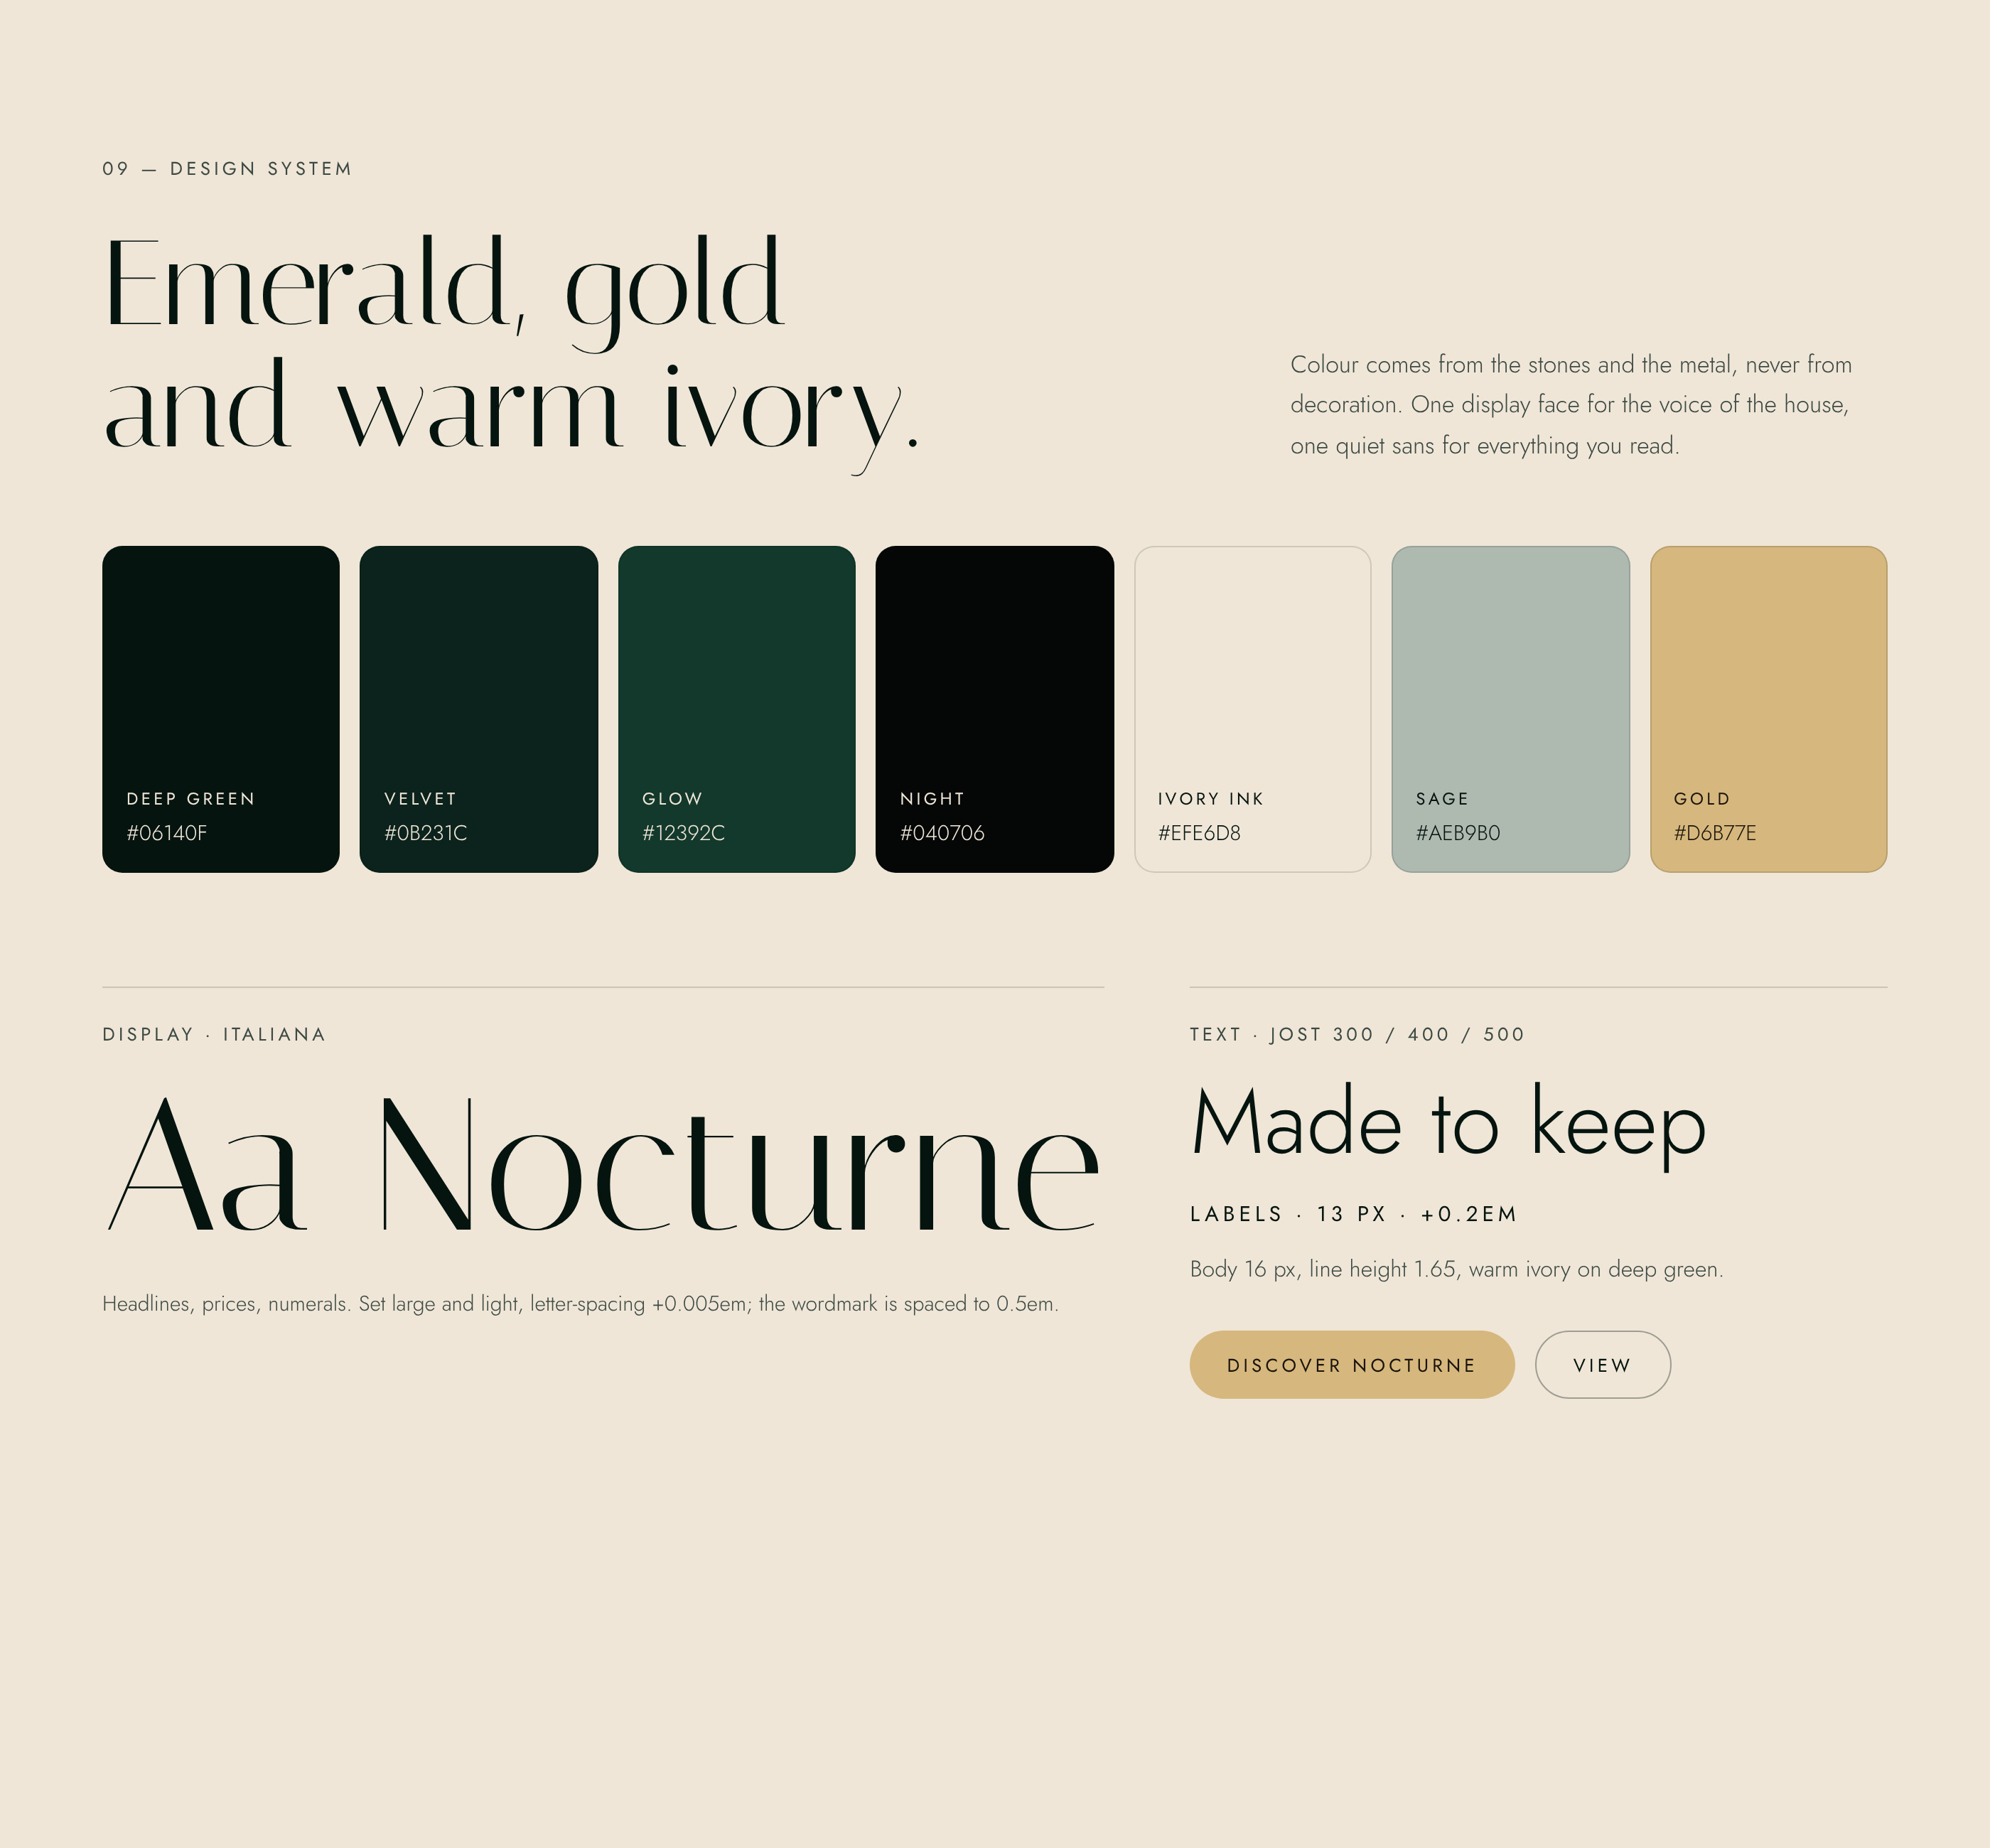 09 — DESIGN SYSTEM
Emerald, gold
and warm ivory.
Colour comes from the stones and the metal, never from
decoration. One display face for the voice of the house,
one quiet sans for everything you read.
DEEP GREEN
#06140F
VELVET
#0B231C
GLOW
#12392C
NIGHT
#040706
IVORY INK
#EFE6D8
SAGE
#AEB9B0
GOLD
#D6B77E
DISPLAY · ITALIANA
Aa Nocturne
Headlines, prices, numerals. Set large and light, letter-spacing +0.005em; the wordmark is spaced to 0.5em.
TEXT · JOST 300 / 400 / 500
Made to keep
LABELS · 13 PX · +0.2EM
Body 16 px, line height 1.65, warm ivory on deep green.
DISCOVER NOCTURNE
VIEW